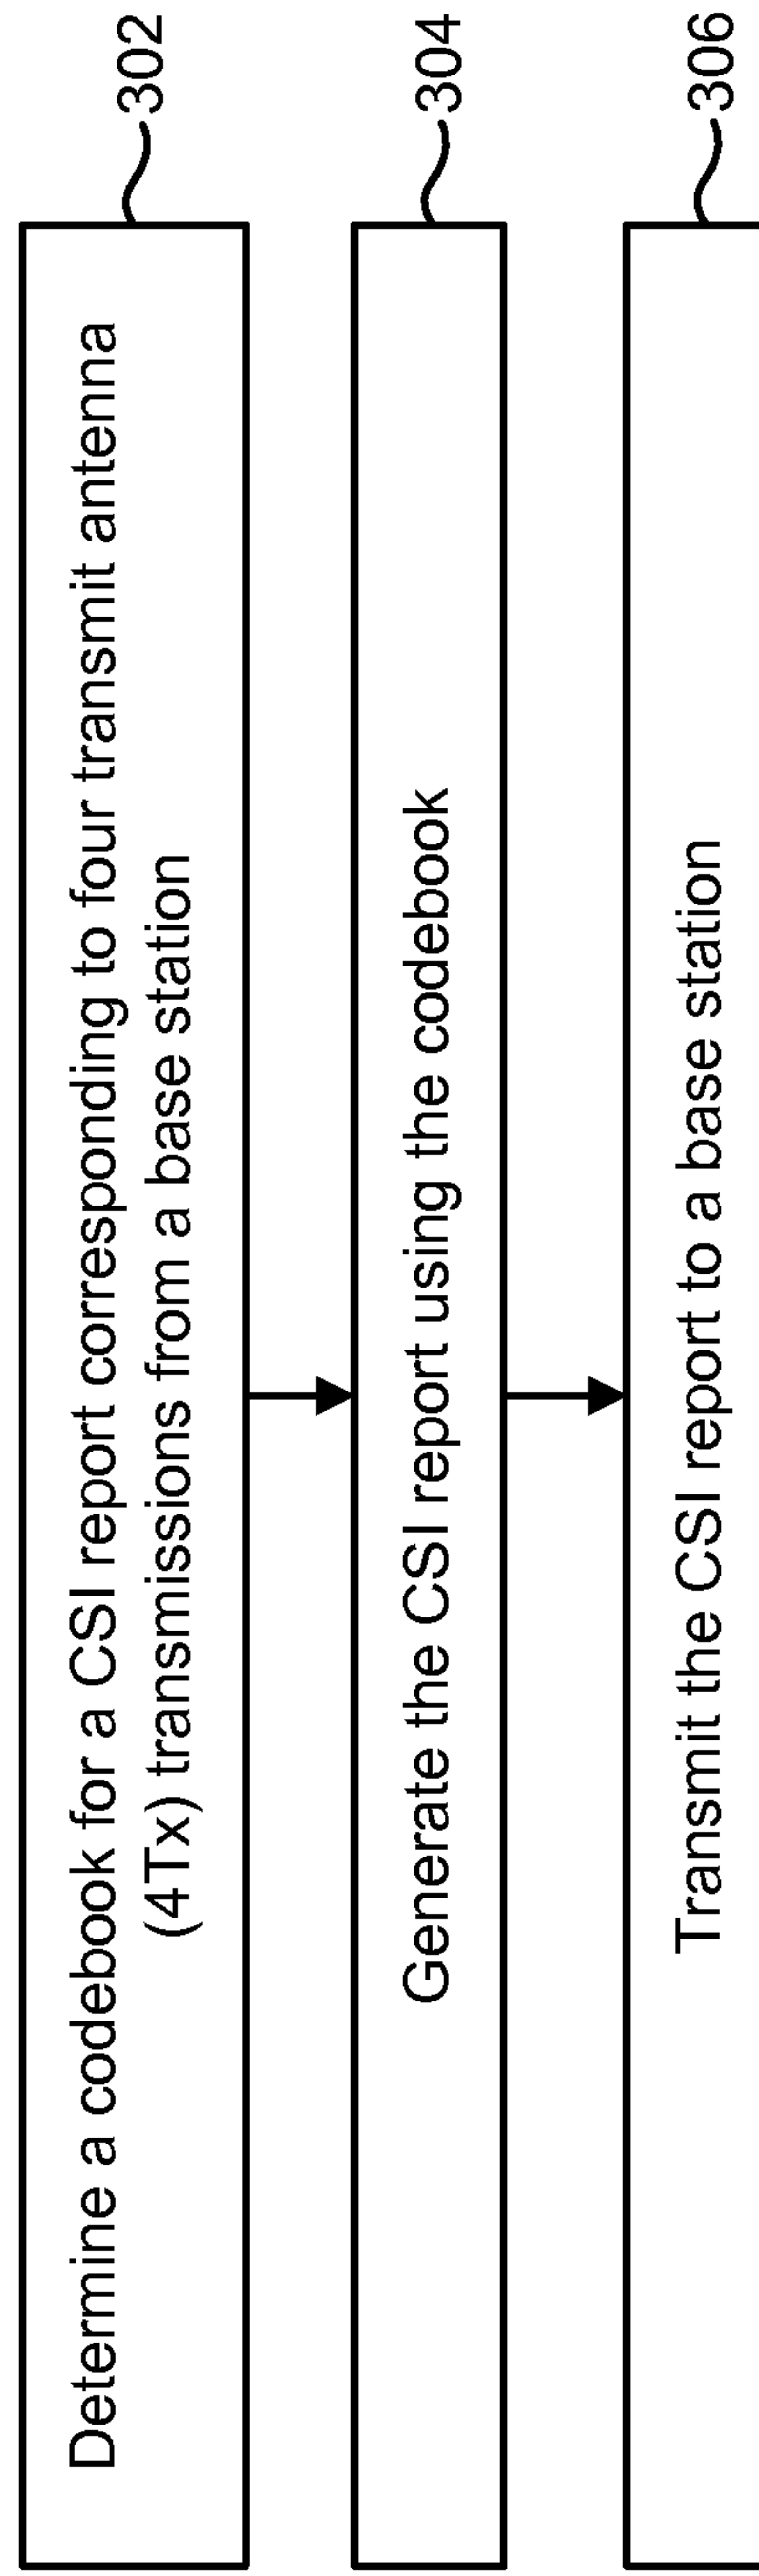 Determine a codebook for a CSI report corresponding to four transmit antenna
(4Tx) transmissions from a base station
302
Generate the CSI report using the codebook
304
Transmit the CSI report to a base station
306